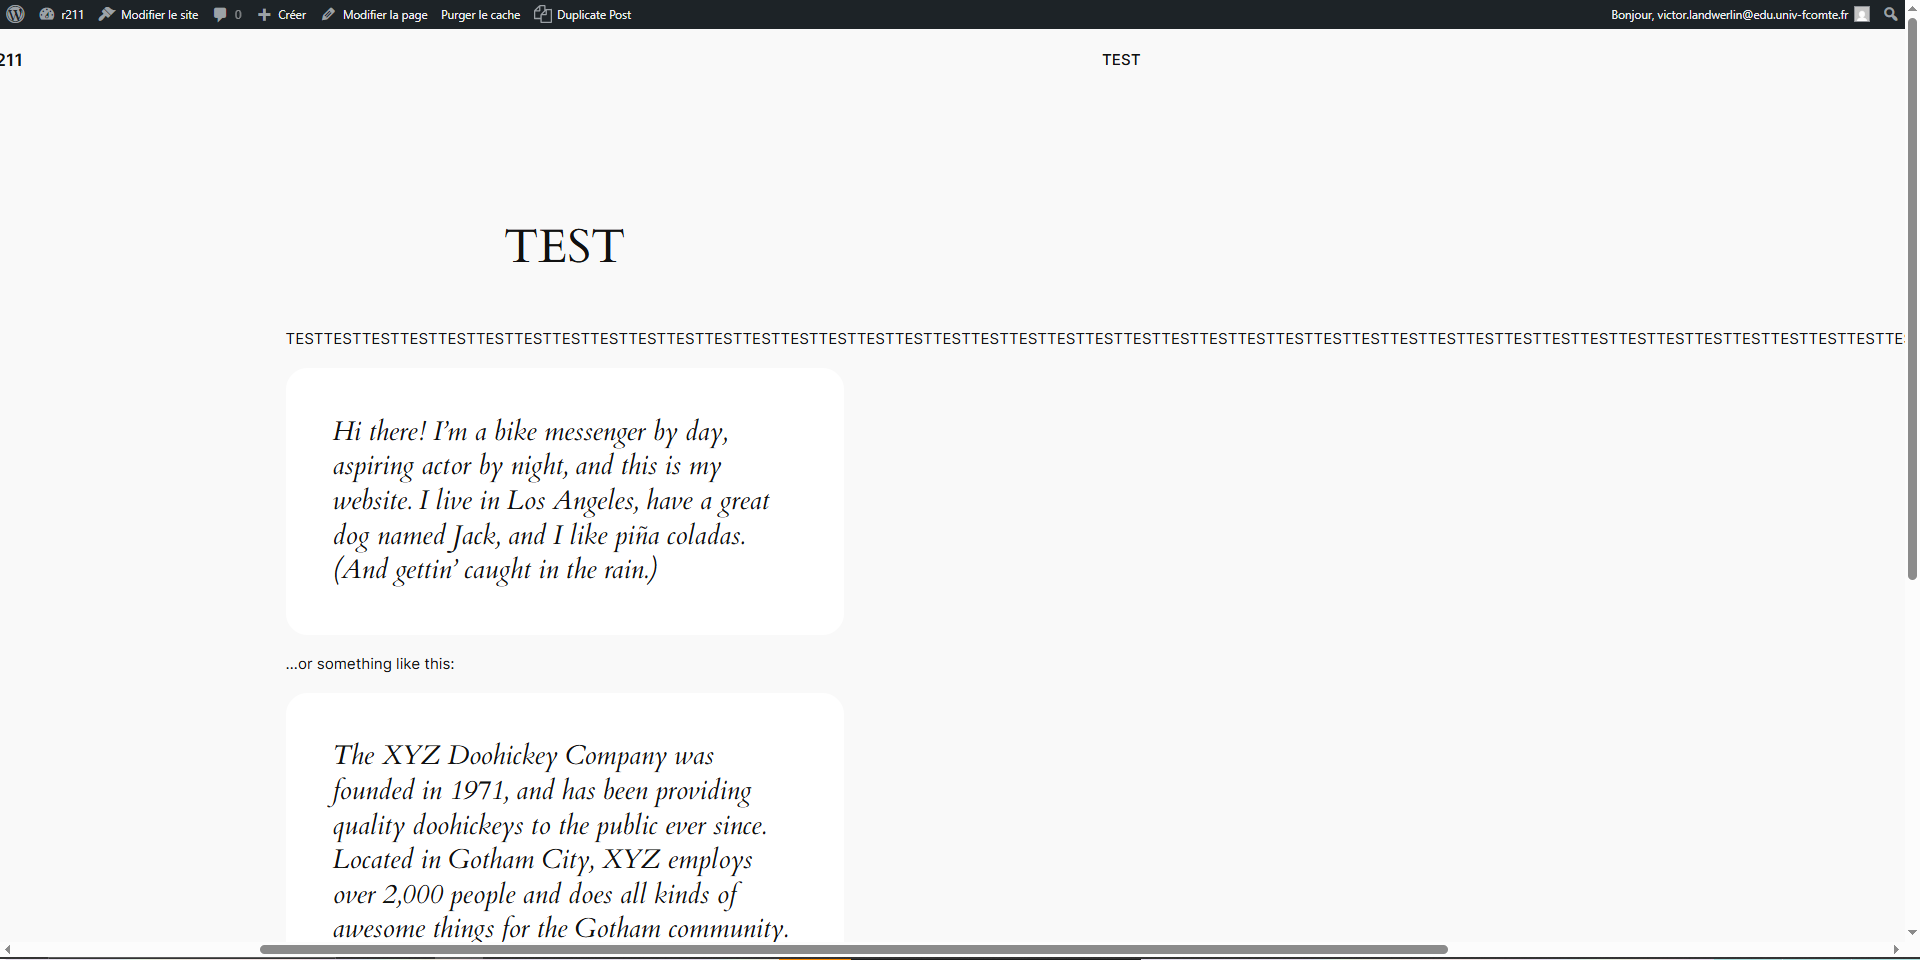 r211
Modifier le site
0
Créer
Modifier la page
Purger le cache
Duplicate Post
Bonjour, victor.landwerlin@edu.univ-fcomte.fr
211
TEST
TEST
TESTTESTTESTTESTTESTTESTTESTTESTTESTTESTTESTTESTTESTTESTTESTTESTTESTTESTTESTTESTTESTTESTTESTTESTTESTTESTTESTTESTTESTTESTTESTTESTTESTTESTTESTTESTTESTTESTTESTTESTTESTTESTTE
Hi there! I’m a bike messenger by day,
aspiring actor by night, and this is my
website. I live in Los Angeles, have a great
dog named Jack, and I like piña coladas.
(And gettin’ caught in the rain.)
…or something like this:
The XYZ Doohickey Company was
founded in 1971, and has been providing
quality doohickeys to the public ever since.
Located in Gotham City, XYZ employs
over 2,000 people and does all kinds of
awesome things for the Gotham community.